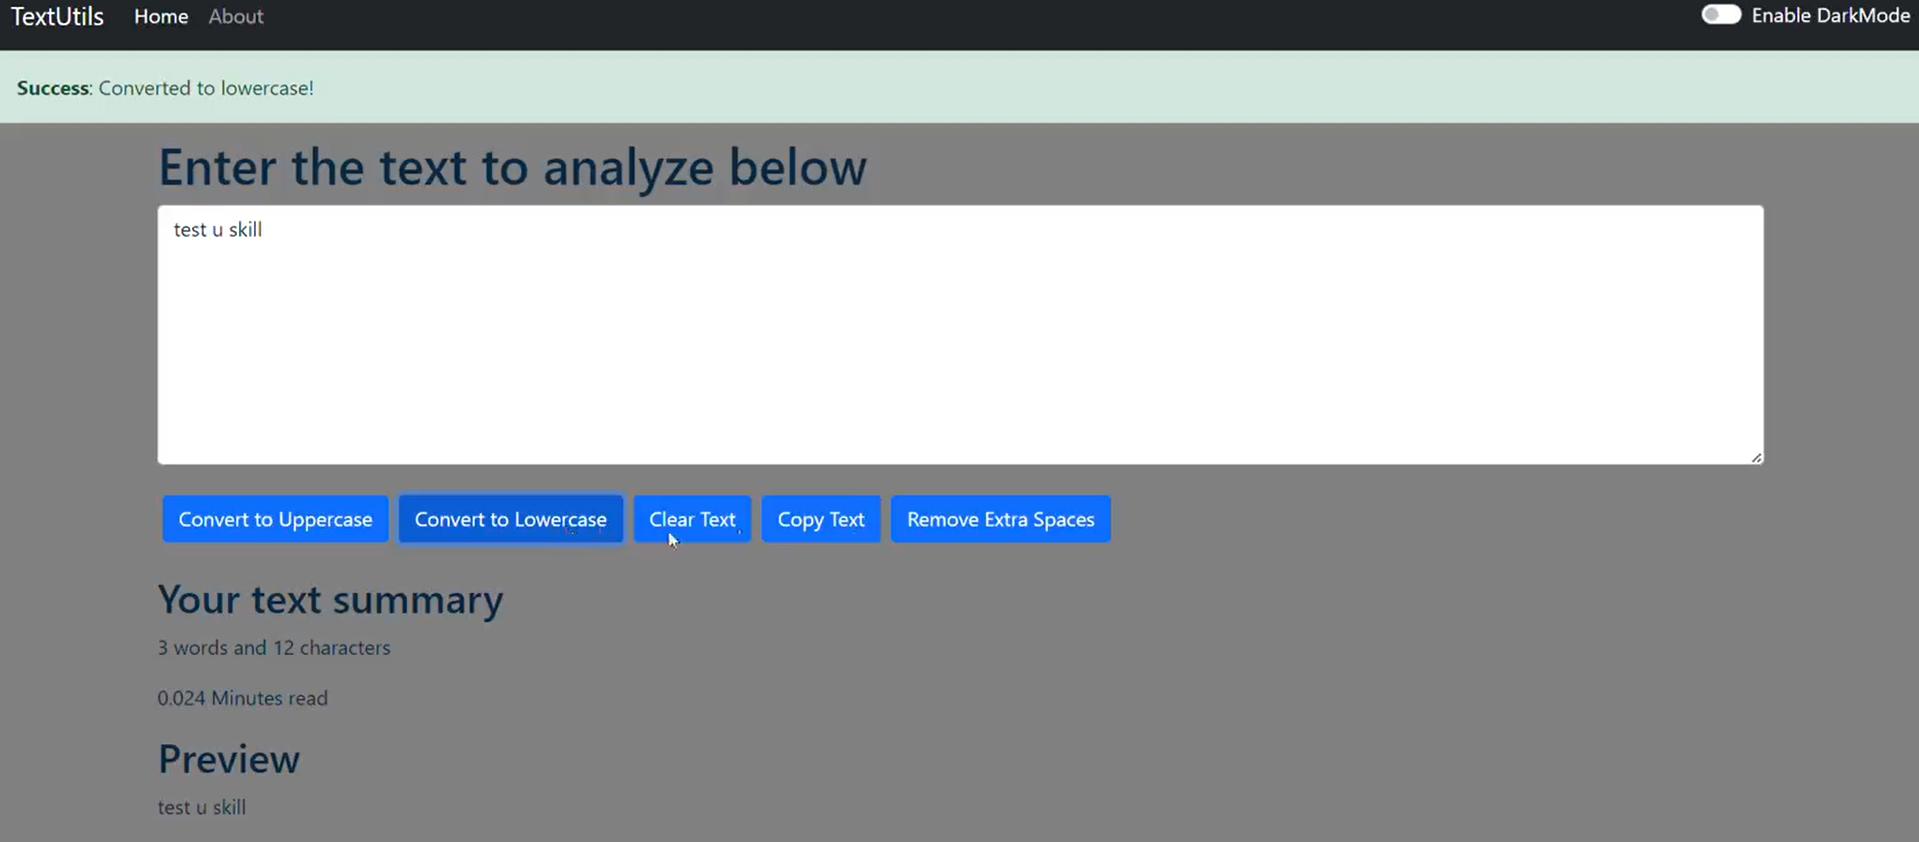 TextUtils Home About Enable DarkMode
Success: Converted to lowercase!
Enter the text to analyze below
test u skill
Convert to Uppercase Convert to Lowercase Clear Text Copy Text Remove Extra Spaces
Your text summary
3 words and 12 characters
0.024 Minutes read
Preview
test u skill